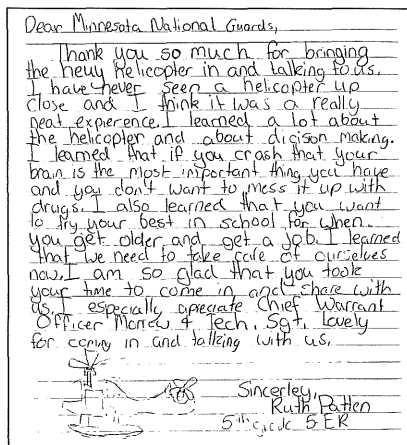 Dear Minnesota National Guards,
Thank you so much for bringing
the heuy helicopter in and talking to us.
I have never seen a helicopter up
close and I think it was a really
neat expierence. I learned a lot about
the helicopter and about digison making.
I learned that if you crash that your
brain is the most important thing you have
and you don't want to mess it up with
drugs. I also learned that you want
to try your best in school for when
you get older and get a job. I learned
that we need to take care of ourselves
now. I am so glad that you took
your time to come in and share with
us. I especially apreciate Chief Warrant
Officer & Tech. Sgt. Lovely
for coming in and talking with us.
Sincerley,
Ruth Patten
5th grade 5ER